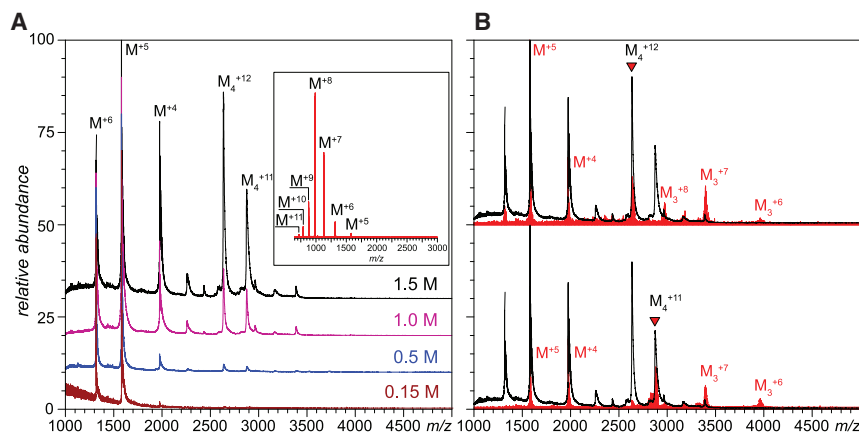 A
B
100
75
50
25
0
relative abundance
M+6
M+5
M+4
M4+12
M4+11
1.5 M
1.0 M
0.5 M
0.15 M
1000 1500 2000 2500 3000 3500 4000 4500 m/z
M+11
M+10
M+9
M+8
M+7
M+6
M+5
1000 1500 2000 2500 3000
m/z
M+5
M+4
M4+12
M3+8
M3+7
M3+6
M+5
M+4
M4+11
M3+7
M3+6
1000 1500 2000 2500 3000 3500 4000 4500 m/z